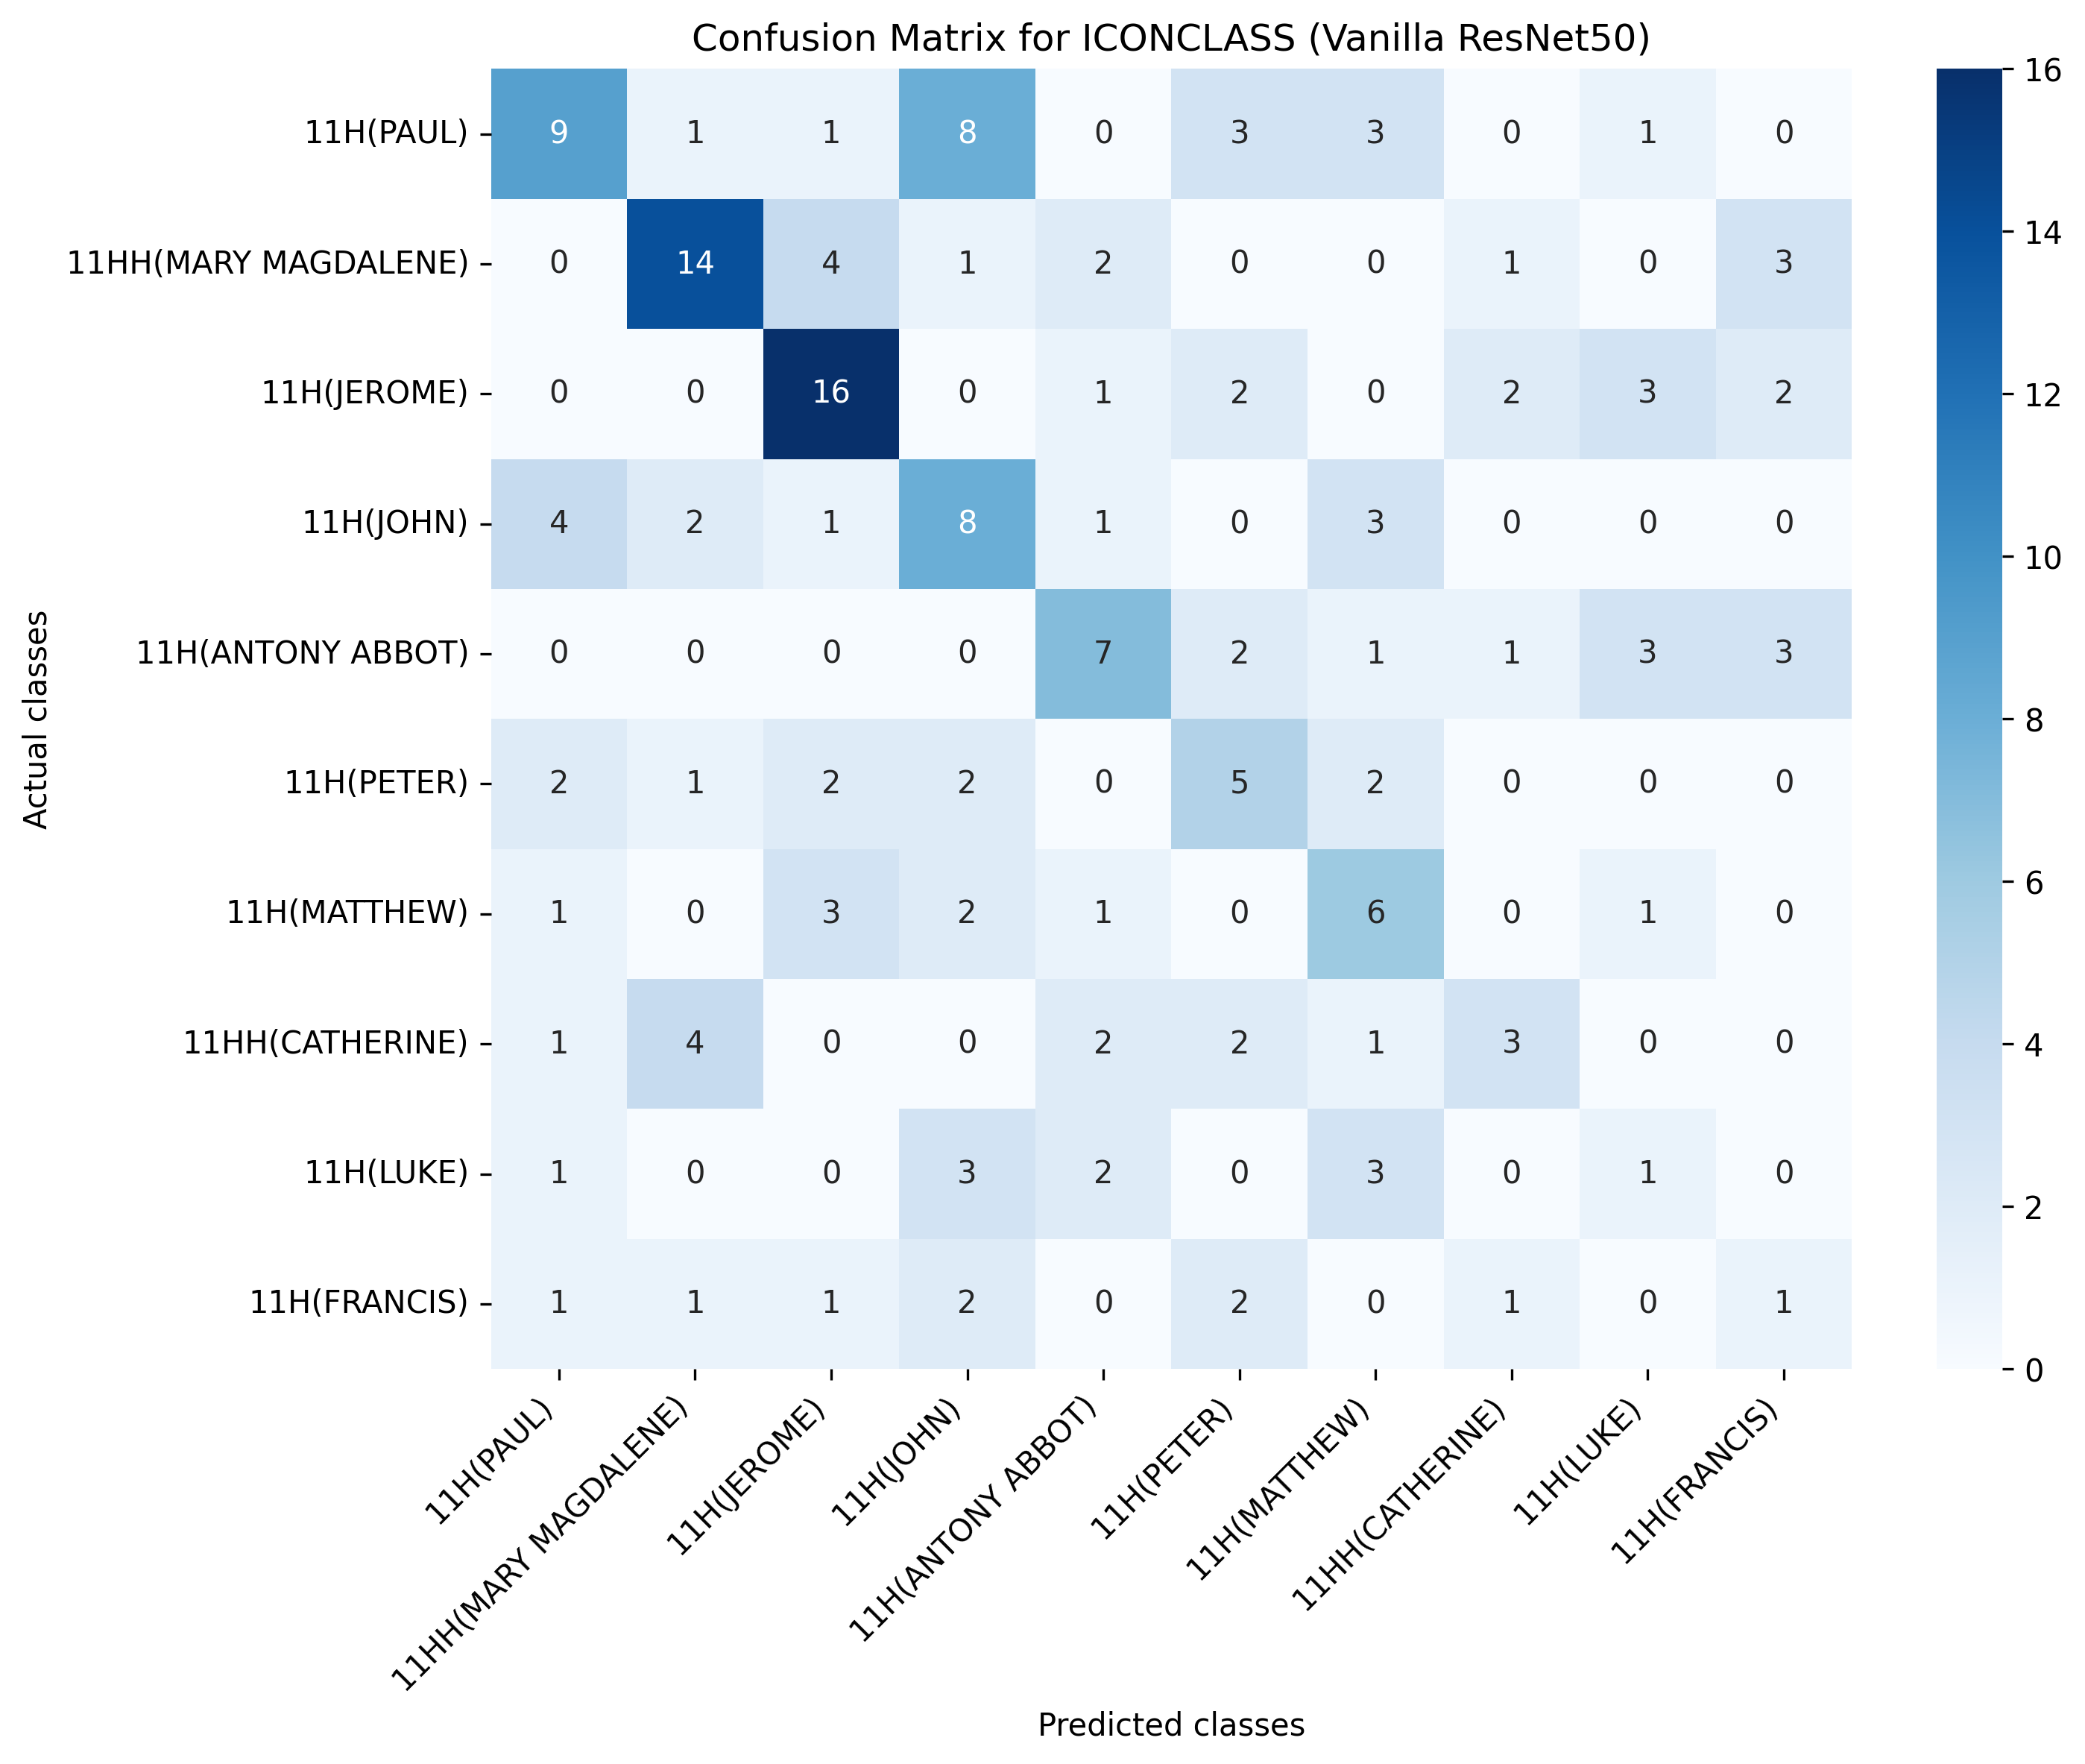 Confusion Matrix for ICONCLASS (Vanilla ResNet50)
11H(PAUL) 9 1 1 8 0 3 3 0 1 0
11HH(MARY MAGDALENE) 0 14 4 1 2 0 0 1 0 3
11H(JEROME) 0 0 16 0 1 2 0 2 3 2
11H(JOHN) 4 2 1 8 1 0 3 0 0 0
11H(ANTONY ABBOT) 0 0 0 0 7 2 1 1 3 3
11H(PETER) 2 1 2 2 0 5 2 0 0 0
11H(MATTHEW) 1 0 3 2 1 0 6 0 1 0
11HH(CATHERINE) 1 4 0 0 2 2 1 3 0 0
11H(LUKE) 1 0 0 3 2 0 3 0 1 0
11H(FRANCIS) 1 1 1 2 0 2 0 1 0 1
Actual classes
11H(PAUL)
11HH(MARY MAGDALENE)
11H(JEROME)
11H(JOHN)
11H(ANTONY ABBOT)
11H(PETER)
11H(MATTHEW)
11HH(CATHERINE)
11H(LUKE)
11H(FRANCIS)
Predicted classes
16
14
12
10
8
6
4
2
0